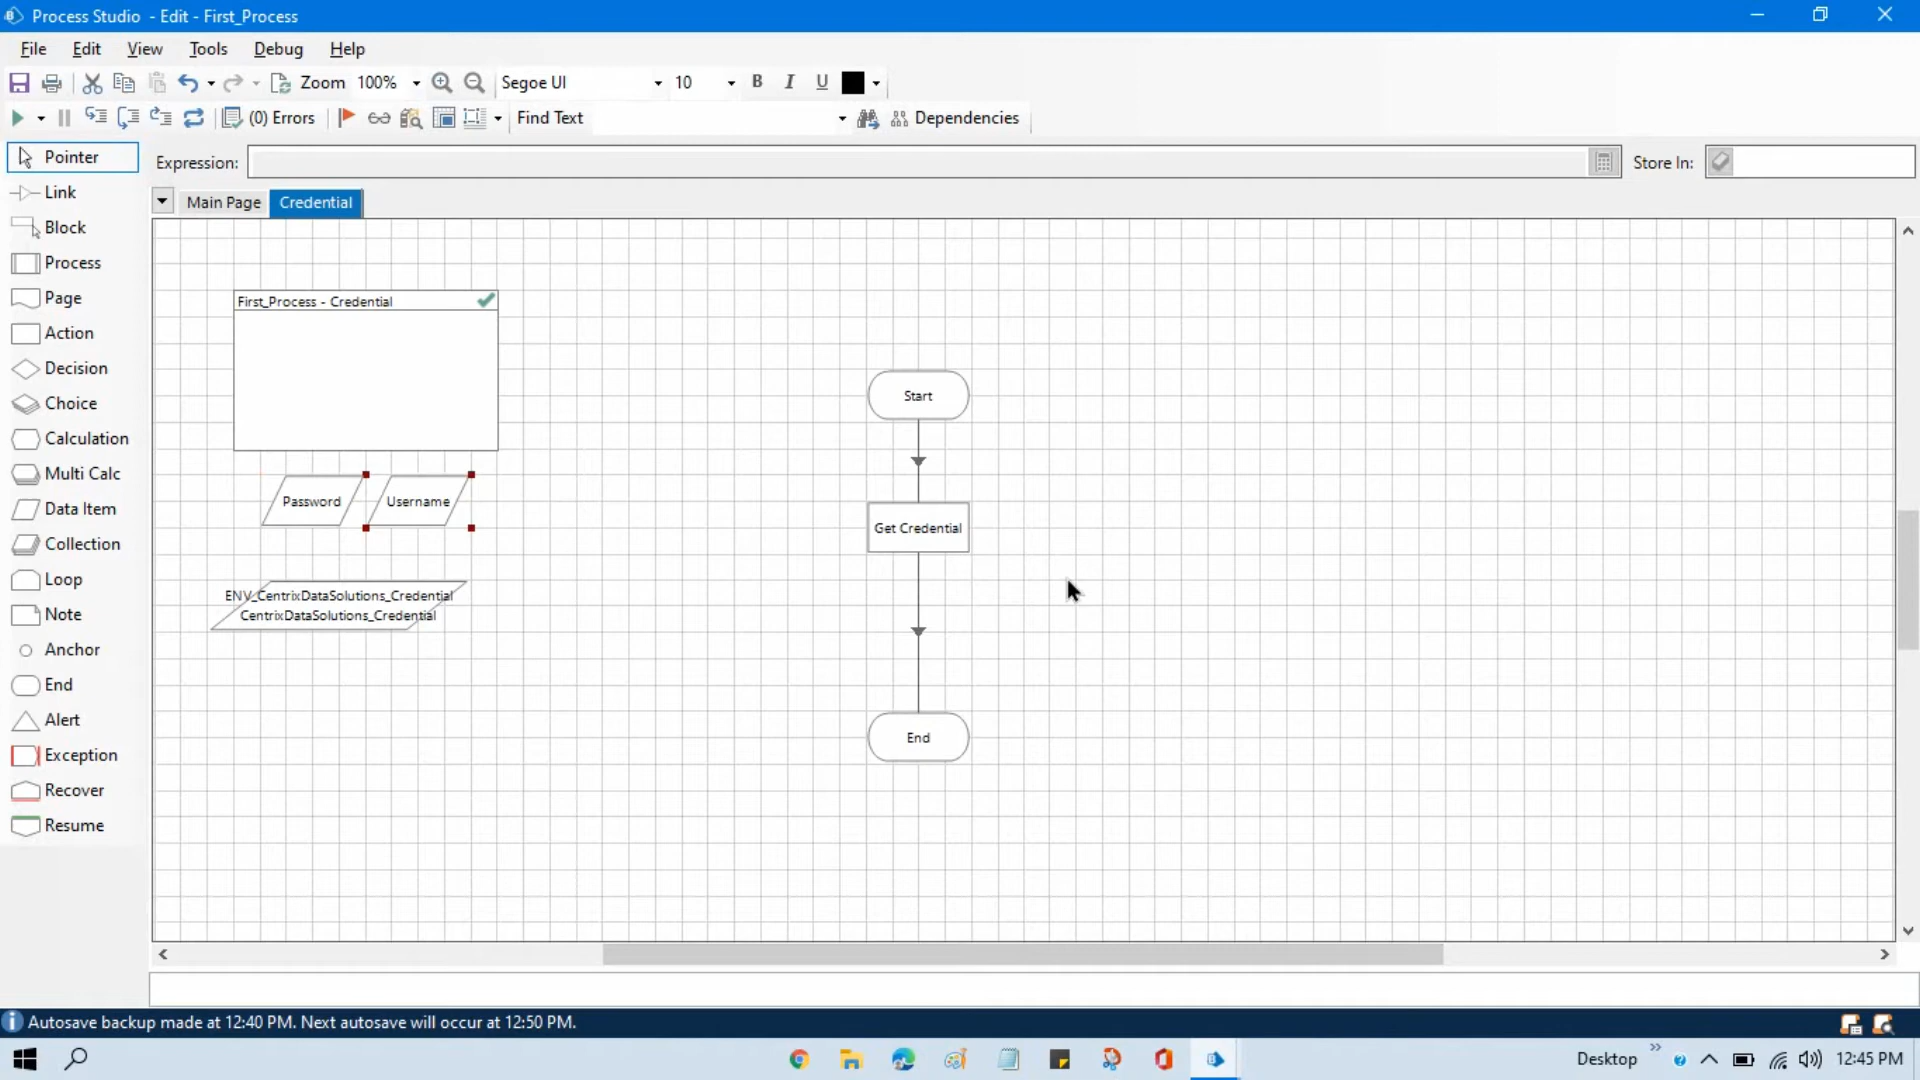 Process Studio - Edit - First_Process
File Edit View Tools Debug Help
Zoom 100% Segoe UI 10 B I U
(0) Errors Find Text Dependencies
Pointer
Link
Block
Process
Page
Action
Decision
Choice
Calculation
Multi Calc
Data Item
Collection
Loop
Note
Anchor
End
Alert
Exception
Recover
Resume
Expression: Store In:
Main Page Credential
First_Process - Credential
Password Username
ENV_CentrixDataSolutions_Credential
CentrixDataSolutions_Credential
Start
Get Credential
End
Autosave backup made at 12:40 PM. Next autosave will occur at 12:50 PM.
Desktop 12:45 PM